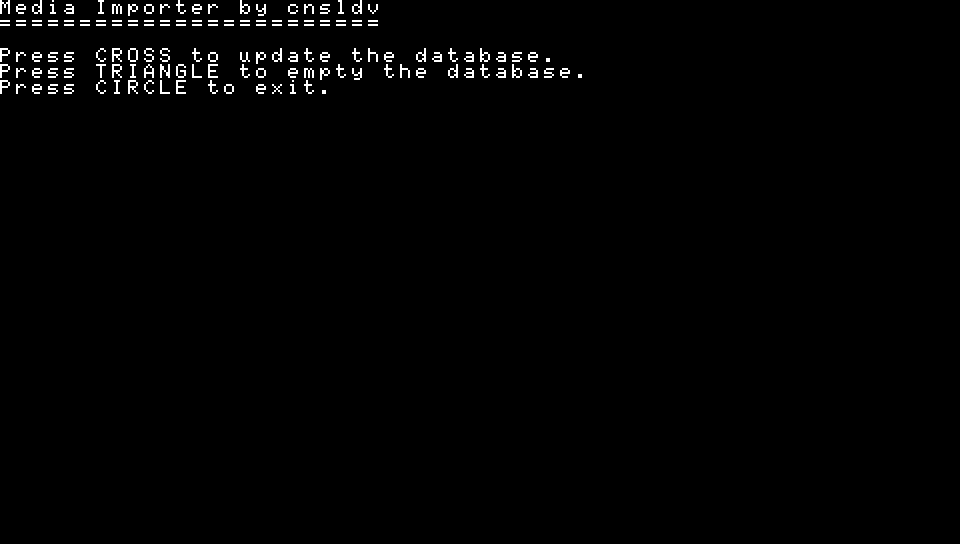 Media Importer by cnsldv
========================
Press CROSS to update the database.
Press TRIANGLE to empty the database.
Press CIRCLE to exit.